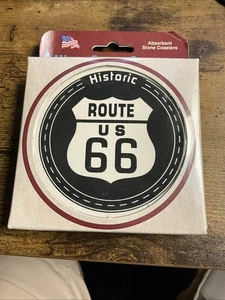 Absorbent
Stone Coasters
Historic
ROUTE
US
66